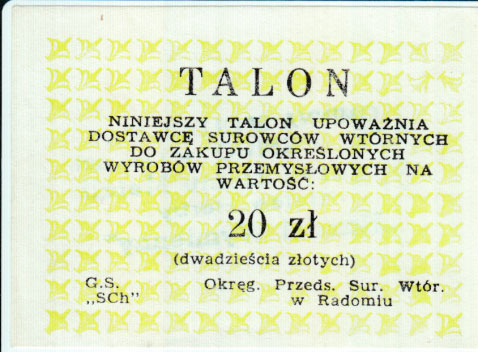 TALON
NINIEJSZY TALON UPOWAŻNIA
DOSTAWCĘ SUROWCÓW WTÓRNYCH
DO ZAKUPU OKREŚLONYCH
WYROBÓW PRZEMYSŁOWYCH NA
WARTOŚĆ:
20 zł
(dwadzieścia złotych)
G.S. Okręg. Przeds. Sur. Wtór.
„SCh" w Radomiu